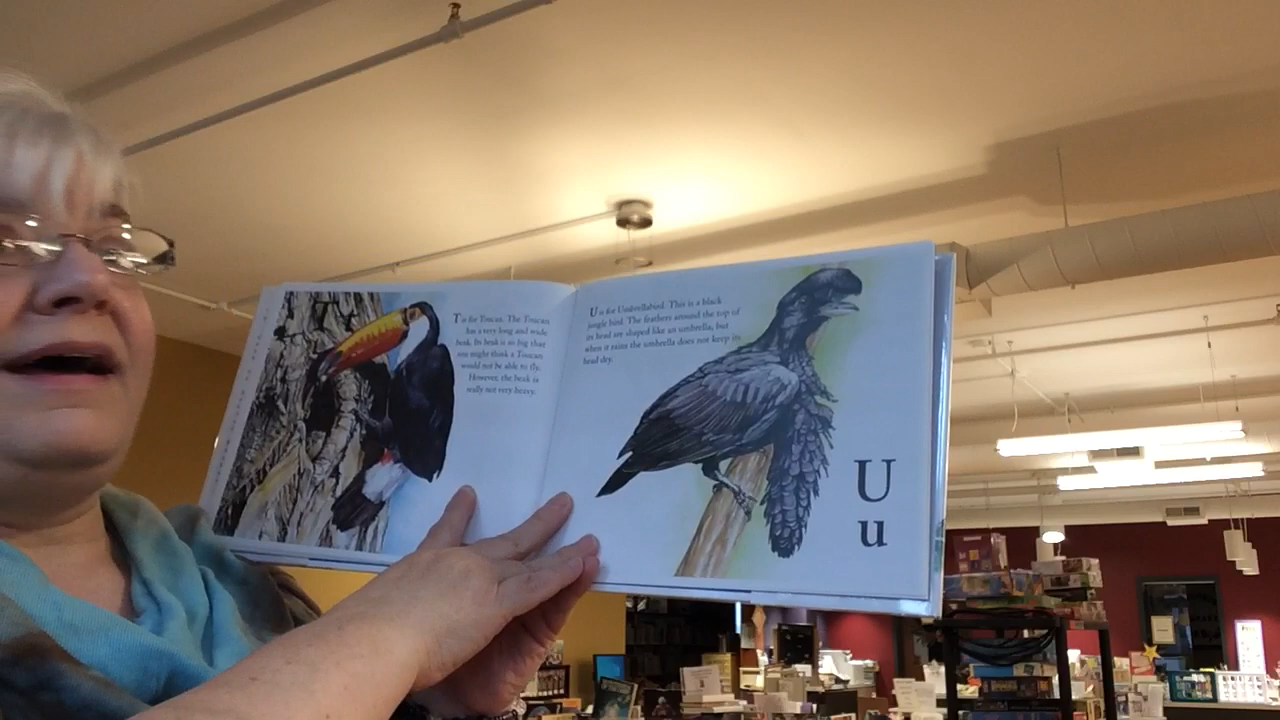 T is for Toucan. The Toucan
has a very long and wide
beak. Its beak is so big that
you might think a Toucan
would not be able to fly.
However, the beak is
really not very heavy.
U is for Umbrellabird. This is a black
jungle bird. The feathers around the top of
its head are shaped like an umbrella, but
when it rains the umbrella does not keep its
head dry.
U
u